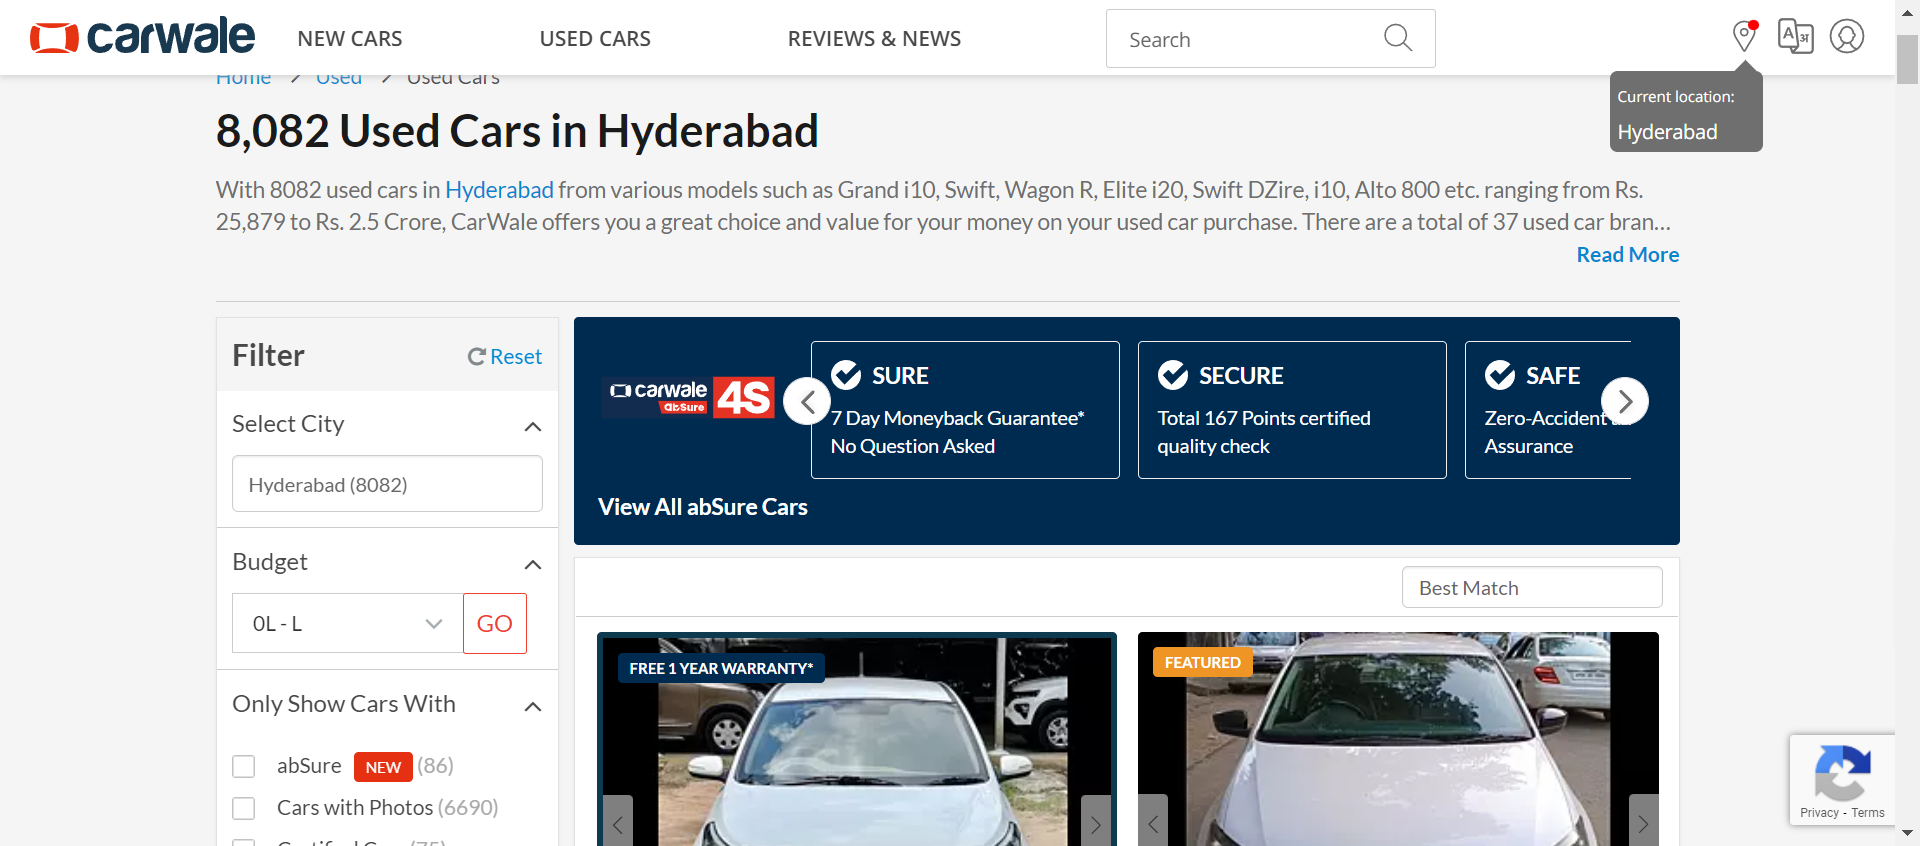 carwale
NEW CARS
USED CARS
REVIEWS & NEWS
Search
Current location:
Hyderabad
Home
Used
Used Cars
8,082 Used Cars in Hyderabad
With 8082 used cars in Hyderabad from various models such as Grand i10, Swift, Wagon R, Elite i20, Swift DZire, i10, Alto 800 etc. ranging from Rs.
25,879 to Rs. 2.5 Crore, CarWale offers you a great choice and value for your money on your used car purchase. There are a total of 37 used car bran...
Read More
Filter
Reset
Select City
Hyderabad (8082)
Budget
0L - L
GO
Only Show Cars With
abSure NEW (86)
Cars with Photos (6690)
carwale
abSure
4S
SURE
7 Day Moneyback Guarantee*
No Question Asked
SECURE
Total 167 Points certified
quality check
SAFE
Zero-Accident
Assurance
View All abSure Cars
Best Match
FREE 1 YEAR WARRANTY*
FEATURED
Privacy - Terms